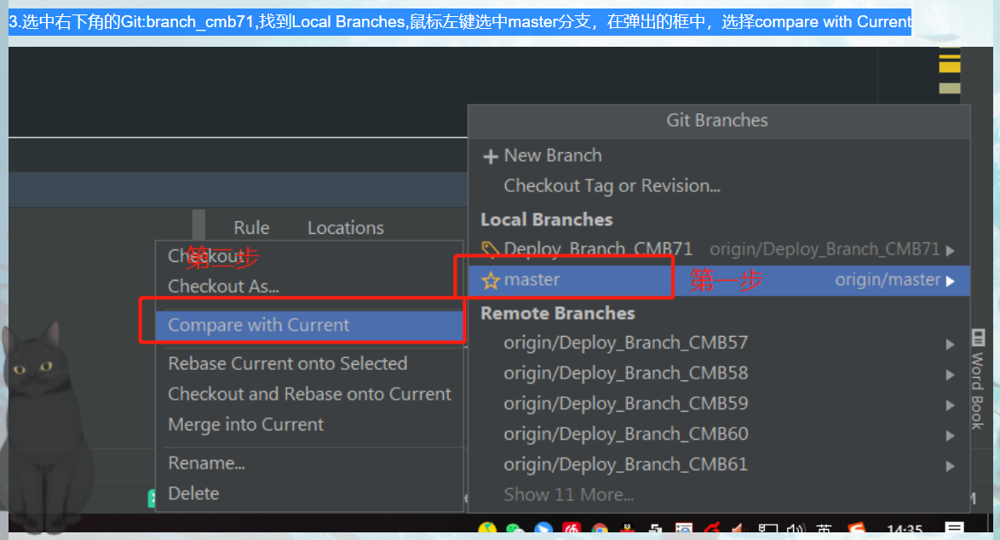 3.选中右下角的Git:branch_cmb71,找到Local Branches,鼠标左键选中master分支，在弹出的框中，选择compare with Current
Git Branches
New Branch
Checkout Tag or Revision...
Local Branches
Deploy_Branch_CMB71 origin/Deploy_Branch_CMB71
master 第一步 origin/master
Remote Branches
origin/Deploy_Branch_CMB57
origin/Deploy_Branch_CMB58
origin/Deploy_Branch_CMB59
origin/Deploy_Branch_CMB60
origin/Deploy_Branch_CMB61
Show 11 More...
Rule Locations
Checkout
第二步
Checkout As...
Compare with Current
Rebase Current onto Selected
Checkout and Rebase onto Current
Merge into Current
Rename...
Delete
Word Book
英
14:35